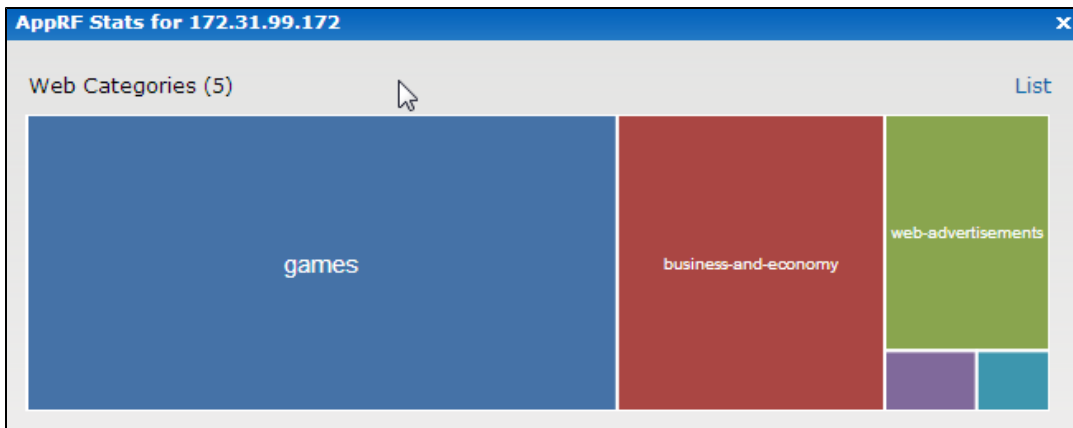 AppRF Stats for 172.31.99.172 x
Web Categories (5) List
games
business-and-economy
web-advertisements